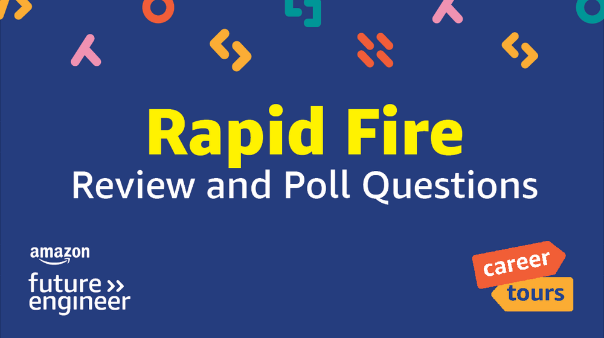 Rapid Fire
Review and Poll Questions
amazon
future
engineer
career
tours